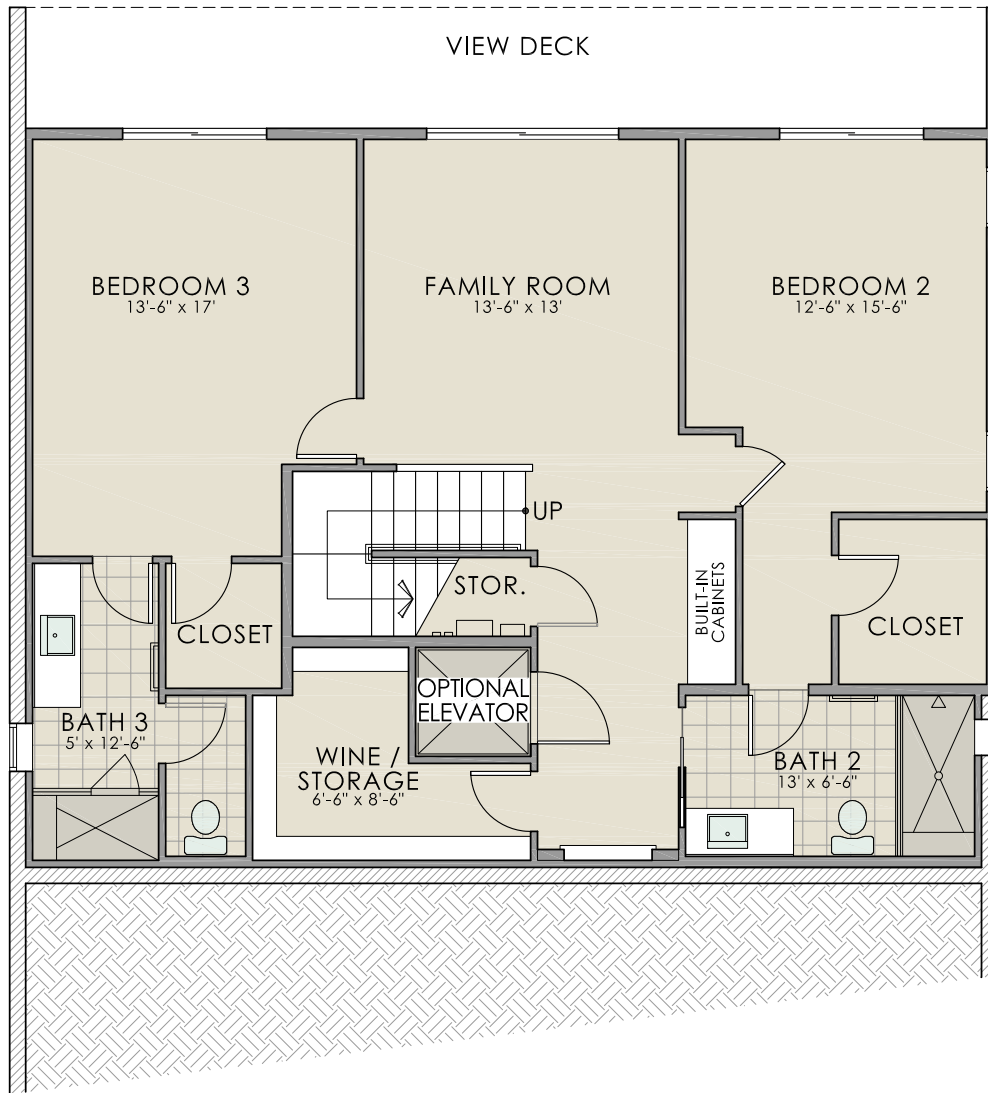 VIEW DECK
BEDROOM 3
13'-6" x 17'
FAMILY ROOM
13'-6" x 13'
BEDROOM 2
12'-6" x 15'-6"
UP
STOR.
BUILT-IN
CABINETS
CLOSET
CLOSET
OPTIONAL
ELEVATOR
BATH 3
5' x 12'-6"
WINE /
STORAGE
6'-6" x 8'-6"
BATH 2
13' x 6'-6"